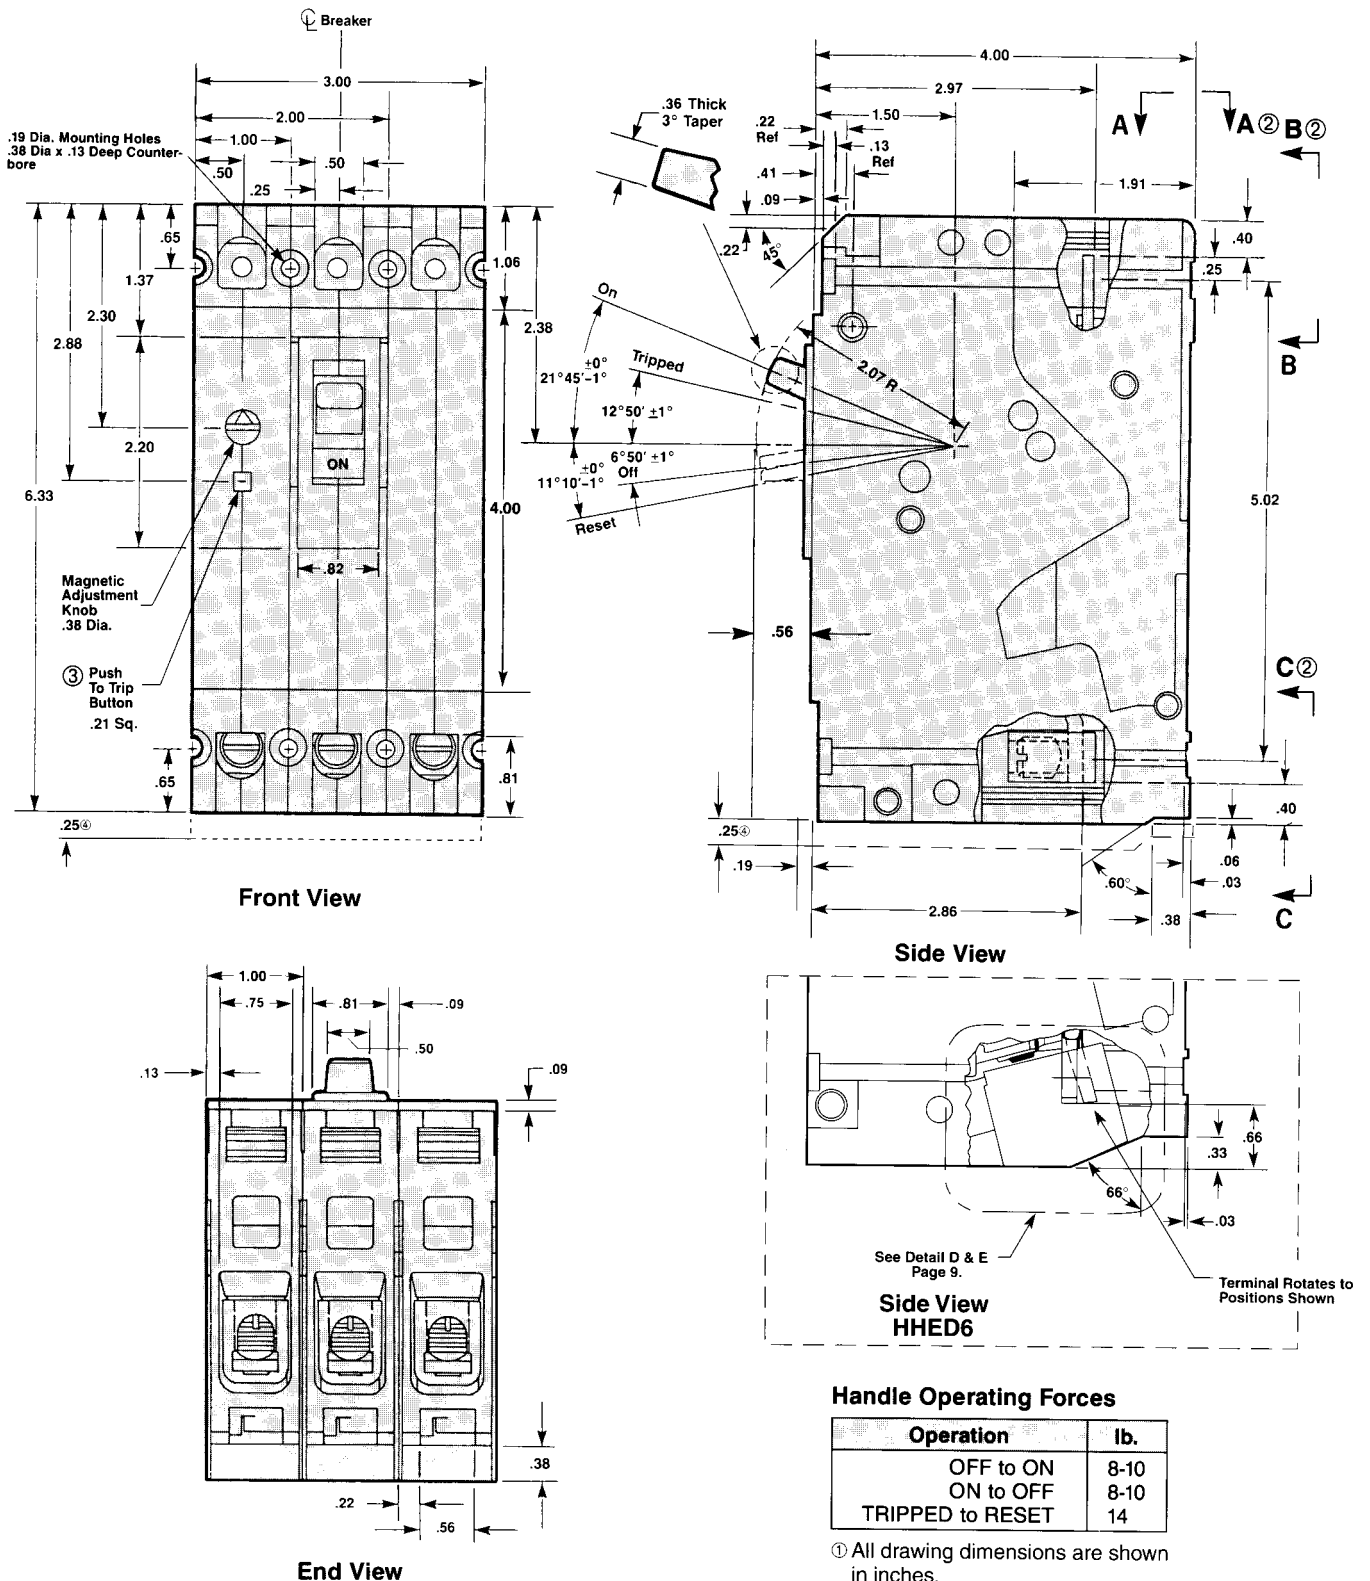 ℄ Breaker
3.00
2.00
1.00
.50
.50
.25
.19 Dia. Mounting Holes
.38 Dia x .13 Deep Counter-
bore
.65
1.37
2.30
2.88
6.33
2.20
1.06
2.38
4.00
ON
.82
Magnetic
Adjustment
Knob
.38 Dia.
③ Push
To Trip
Button
.21 Sq.
.65
.81
.25④
Front View
4.00
2.97
1.50
.36 Thick
3° Taper
.22
Ref
.13
Ref
.41
.09
.22
45°
A
A②
B②
1.91
.40
.25
B
On
±0°
21°45'-1°
Tripped
12°50' ±1°
6°50' ±1°
Off
±0°
11°10'-1°
Reset
2.07 R
5.02
.56
C②
.40
.25④
.19
.06
.60°
.03
2.86
.38
C
Side View
1.00
.75
.81
.09
.50
.13
.09
.38
.22
.56
End View
.66
.33
66°
.03
See Detail D & E
Page 9.
Terminal Rotates to
Positions Shown
Side View
HHED6
Handle Operating Forces
Operation lb.
OFF to ON 8-10
ON to OFF 8-10
TRIPPED to RESET 14
① All drawing dimensions are shown
in inches.